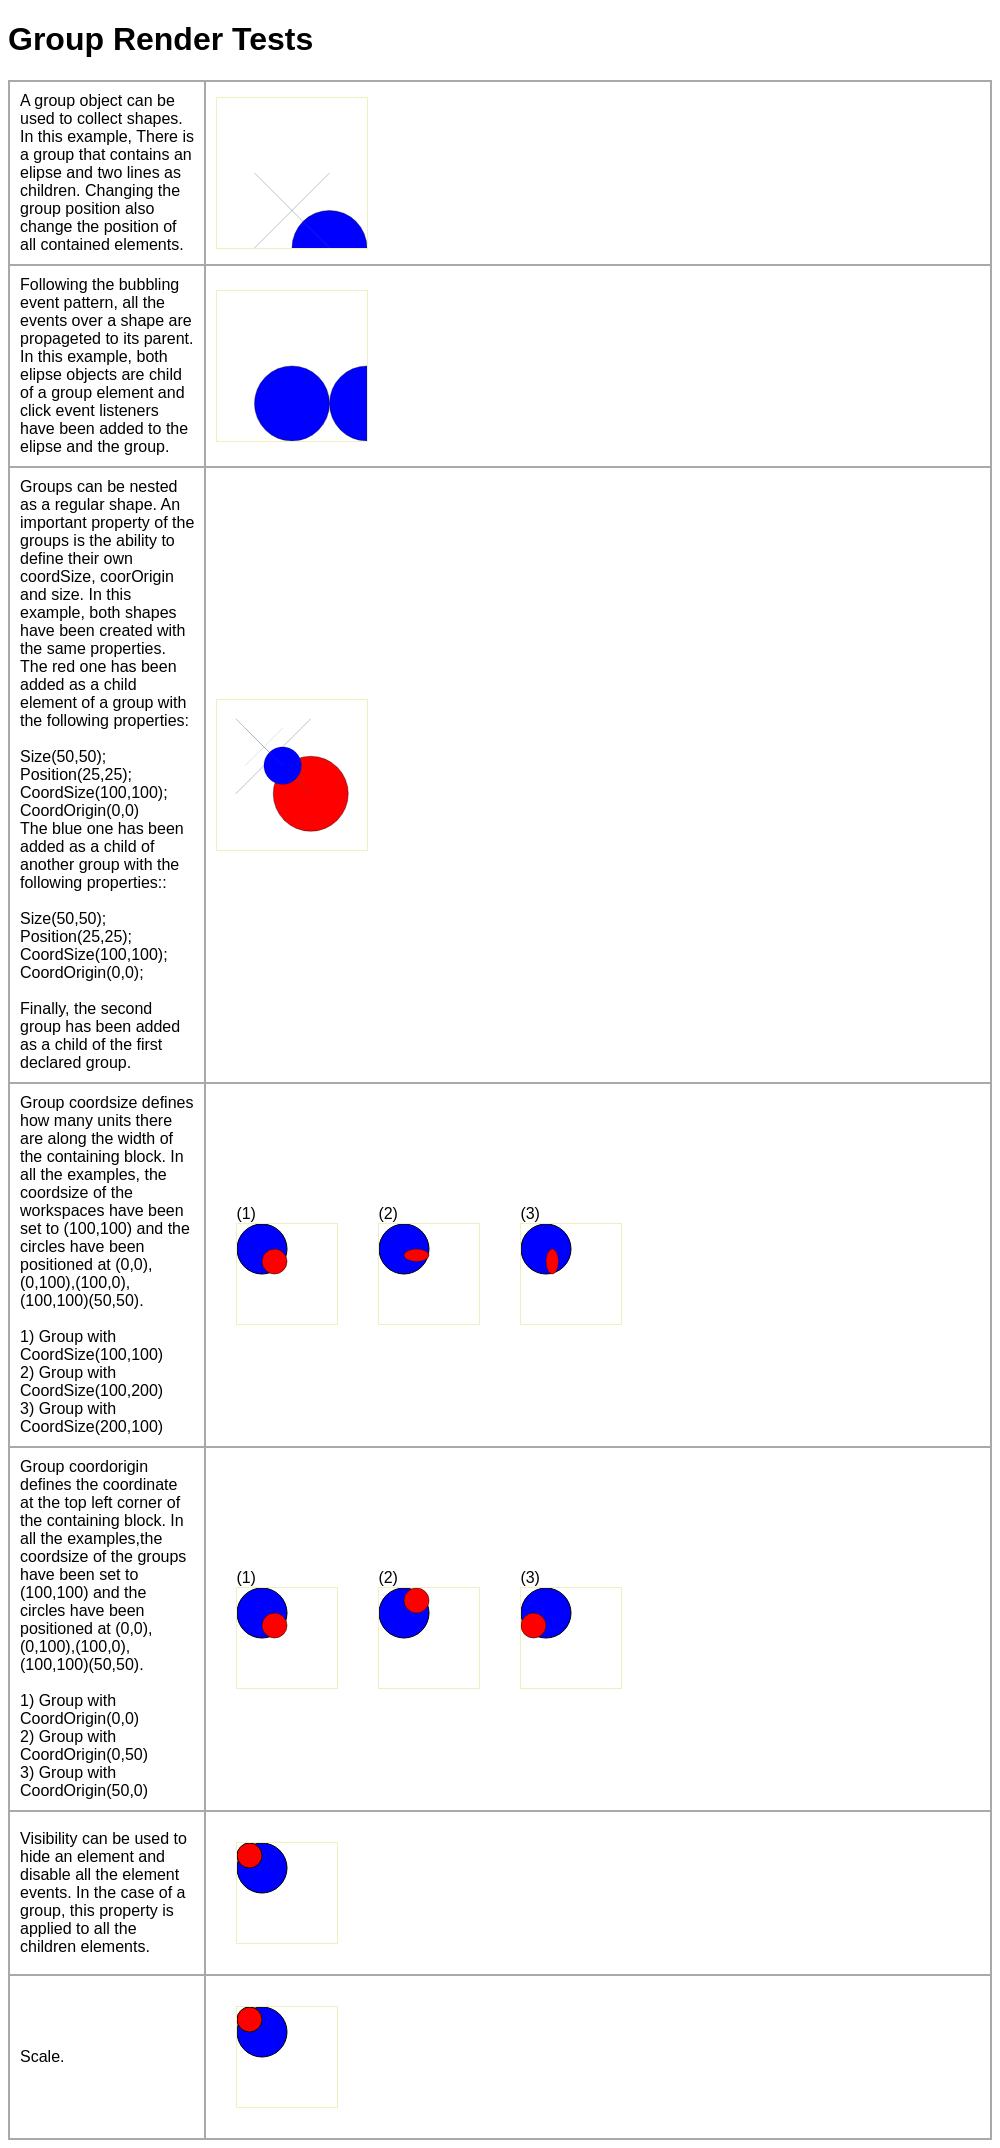 Group Render Tests
A group object can be
used to collect shapes.
In this example, There is
a group that contains an
elipse and two lines as
children. Changing the
group position also
change the position of
all contained elements.
Following the bubbling
event pattern, all the
events over a shape are
propageted to its parent.
In this example, both
elipse objects are child
of a group element and
click event listeners
have been added to the
elipse and the group.
Groups can be nested
as a regular shape. An
important property of the
groups is the ability to
define their own
coordSize, coorOrigin
and size. In this
example, both shapes
have been created with
the same properties.
The red one has been
added as a child
element of a group with
the following properties:
Size(50,50);
Position(25,25);
CoordSize(100,100);
CoordOrigin(0,0)
The blue one has been
added as a child of
another group with the
following properties::
Size(50,50);
Position(25,25);
CoordSize(100,100);
CoordOrigin(0,0);
Finally, the second
group has been added
as a child of the first
declared group.
Group coordsize defines
how many units there
are along the width of
the containing block. In
all the examples, the
coordsize of the
workspaces have been
set to (100,100) and the
circles have been
positioned at (0,0),
(0,100),(100,0),
(100,100)(50,50).
1) Group with
CoordSize(100,100)
2) Group with
CoordSize(100,200)
3) Group with
CoordSize(200,100)
(1)
(2)
(3)
Group coordorigin
defines the coordinate
at the top left corner of
the containing block. In
all the examples,the
coordsize of the groups
have been set to
(100,100) and the
circles have been
positioned at (0,0),
(0,100),(100,0),
(100,100)(50,50).
1) Group with
CoordOrigin(0,0)
2) Group with
CoordOrigin(0,50)
3) Group with
CoordOrigin(50,0)
(1)
(2)
(3)
Visibility can be used to
hide an element and
disable all the element
events. In the case of a
group, this property is
applied to all the
children elements.
Scale.